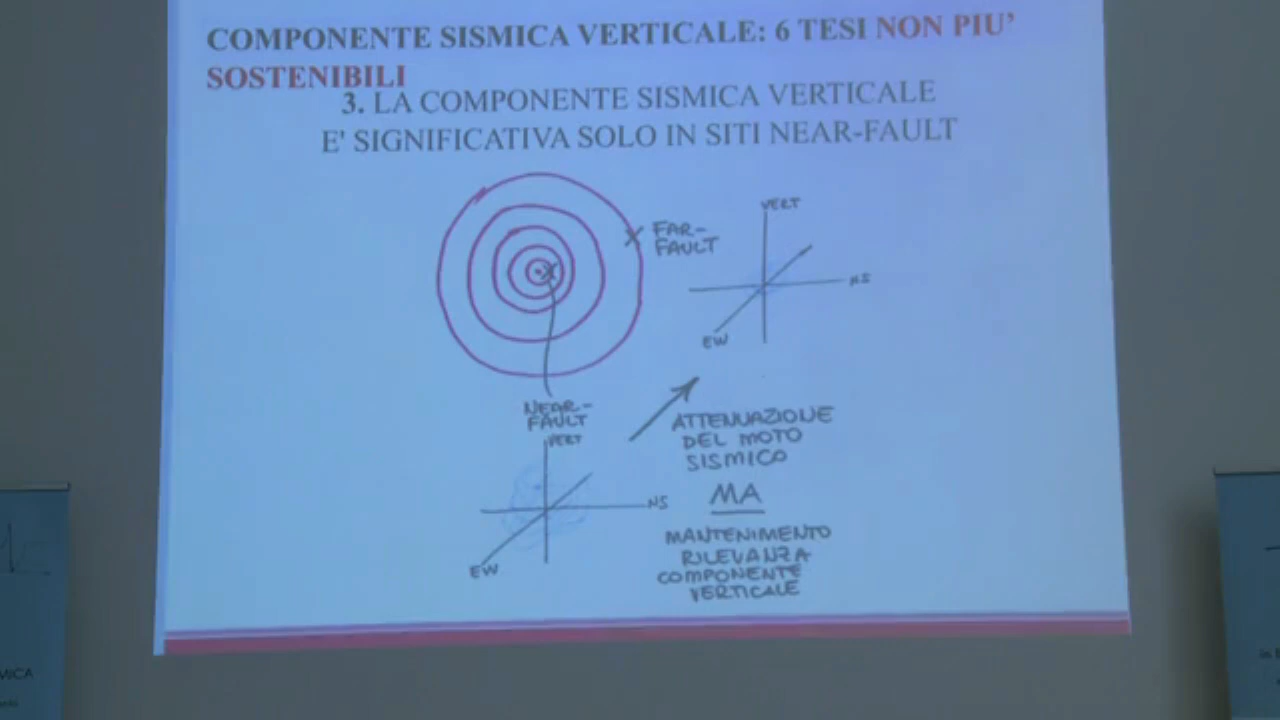 COMPONENTE SISMICA VERTICALE: 6 TESI NON PIU'
SOSTENIBILI
3. LA COMPONENTE SISMICA VERTICALE
E' SIGNIFICATIVA SOLO IN SITI NEAR-FAULT
FAR-
FAULT
VERT
NS
EW
NEAR-
FAULT
VERT
NS
EW
ATTENUAZIONE
DEL MOTO
SISMICO
MA
MANTENIMENTO
RILEVANZA
COMPONENTE
VERTICALE
MICA